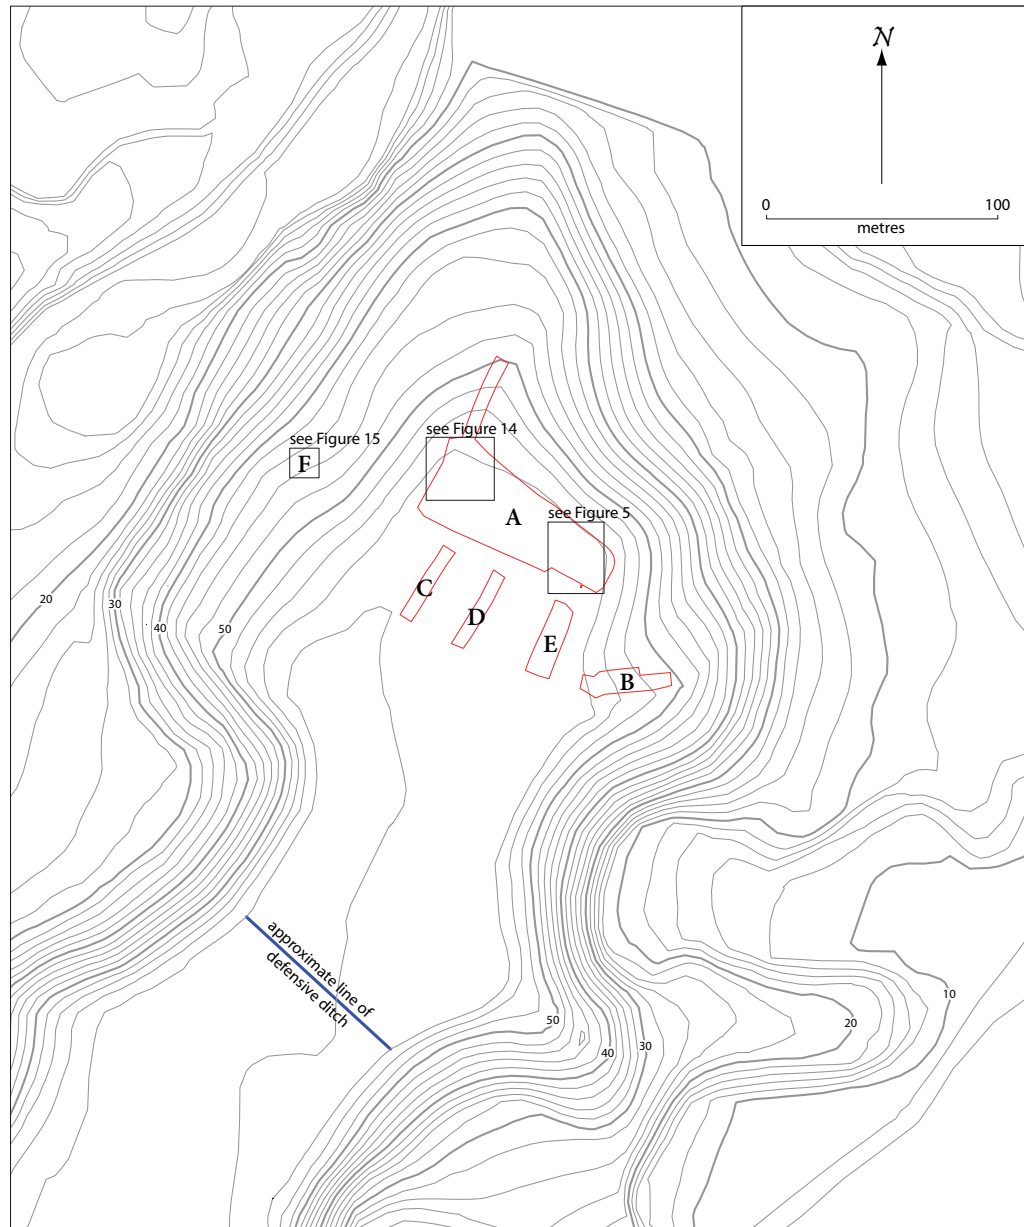 N
0 100
metres
see Figure 14
see Figure 15
F
A
see Figure 5
C
D
E
B
20
30
40
50
approximate line of
defensive ditch
10
50
20
40
30